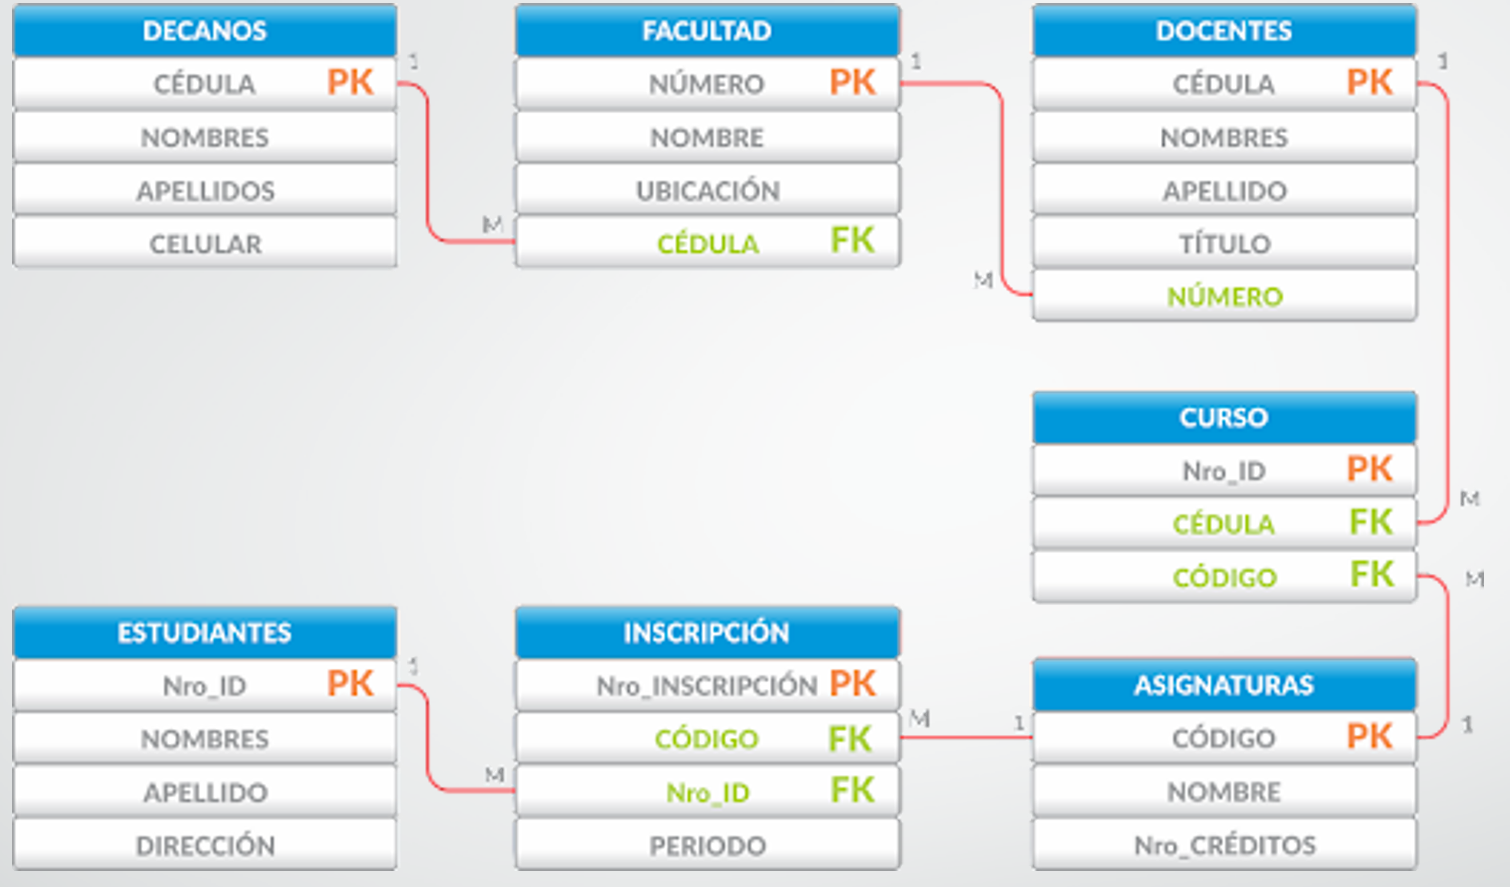 DECANOS
CÉDULA PK
NOMBRES
APELLIDOS
CELULAR
1
M
FACULTAD
NÚMERO PK
NOMBRE
UBICACIÓN
CÉDULA FK
1
M
DOCENTES
CÉDULA PK
NOMBRES
APELLIDO
TÍTULO
NÚMERO
1
M
CURSO
Nro_ID PK
CÉDULA FK
CÓDIGO FK
M
1
ESTUDIANTES
Nro_ID PK
NOMBRES
APELLIDO
DIRECCIÓN
1
M
INSCRIPCIÓN
Nro_INSCRIPCIÓN PK
CÓDIGO FK
Nro_ID FK
PERIODO
M
1
ASIGNATURAS
CÓDIGO PK
NOMBRE
Nro_CRÉDITOS